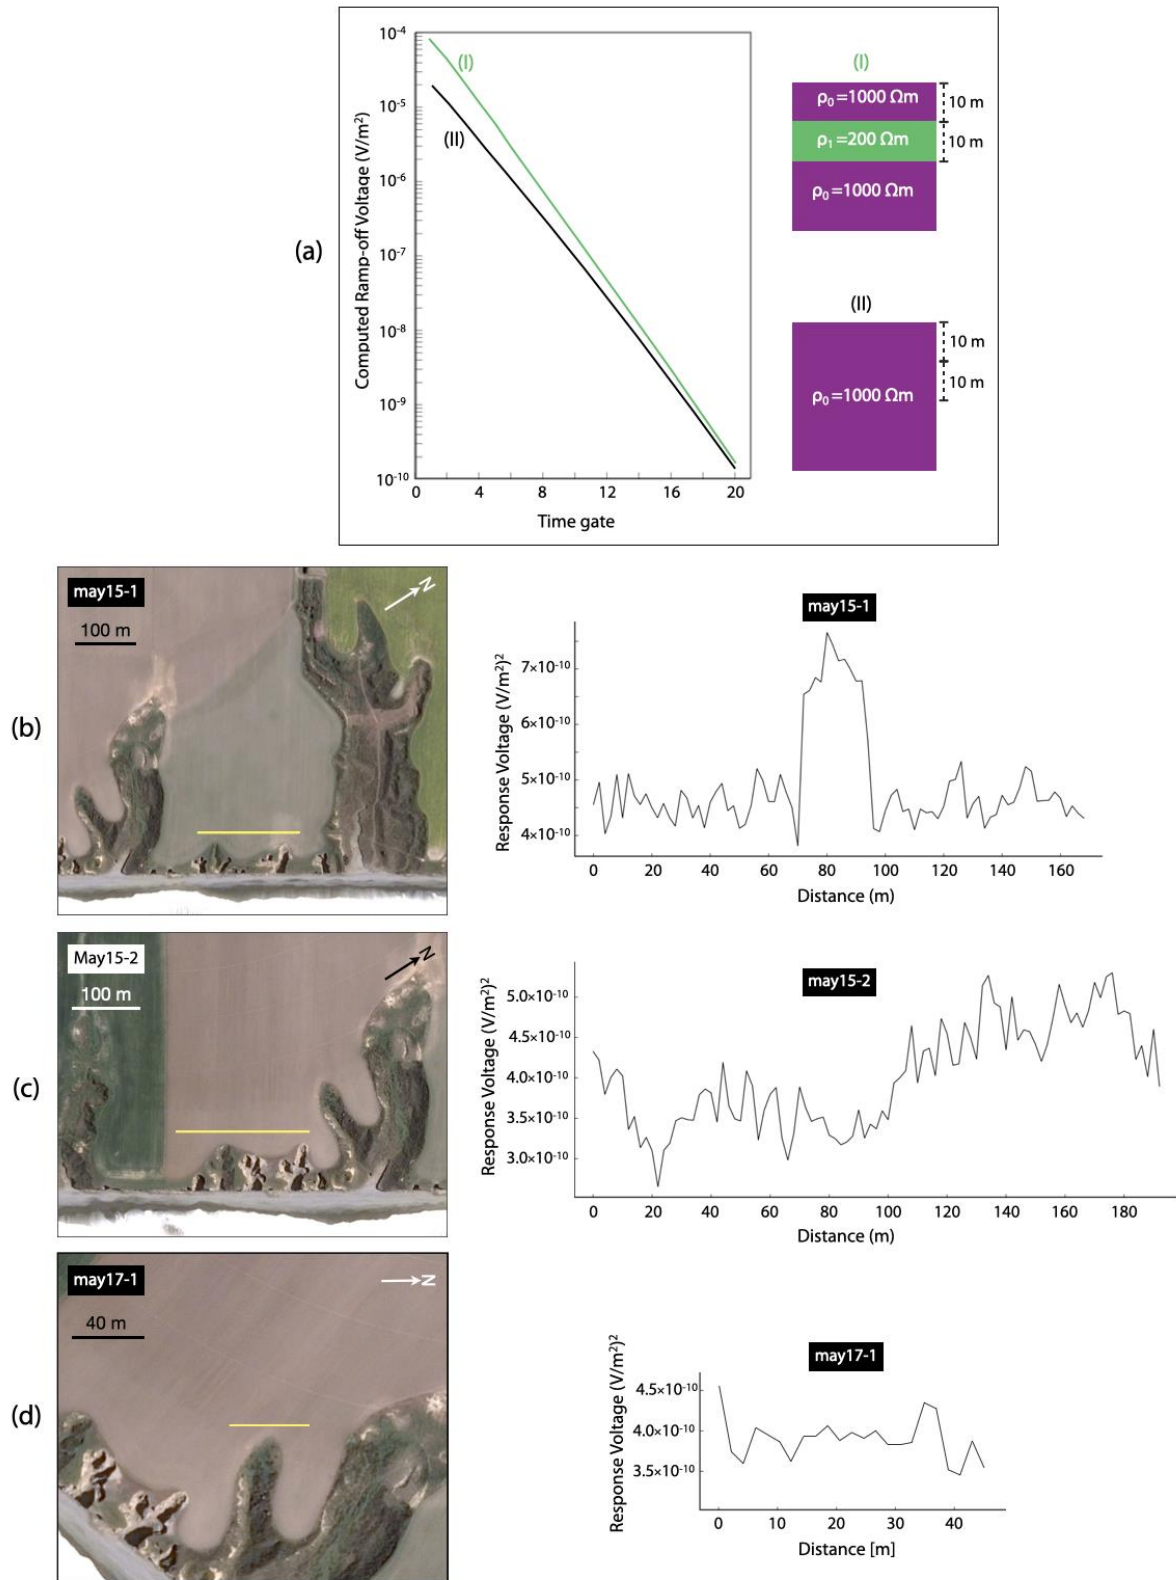 (a)
Computed Ramp-off Voltage (V/m²)
10⁻⁴
10⁻⁵
10⁻⁶
10⁻⁷
10⁻⁸
10⁻⁹
10⁻¹⁰
0 4 8 12 16 20
Time gate
(I)
(II)
(I)
ρ₀=1000 Ωm
10 m
ρ₁=200 Ωm
10 m
ρ₀=1000 Ωm
(II)
10 m
ρ₀=1000 Ωm
10 m
(b)
may15-1
100 m
N
may15-1
Response Voltage (V/m²)²
7×10⁻¹⁰
6×10⁻¹⁰
5×10⁻¹⁰
4×10⁻¹⁰
0 20 40 60 80 100 120 140 160
Distance (m)
(c)
May15-2
100 m
N
may15-2
Response Voltage (V/m²)²
5.0×10⁻¹⁰
4.5×10⁻¹⁰
4.0×10⁻¹⁰
3.5×10⁻¹⁰
3.0×10⁻¹⁰
0 20 40 60 80 100 120 140 160 180
Distance (m)
(d)
may17-1
40 m
N
may17-1
Response Voltage (V/m²)²
4.5×10⁻¹⁰
4.0×10⁻¹⁰
3.5×10⁻¹⁰
0 10 20 30 40
Distance [m]